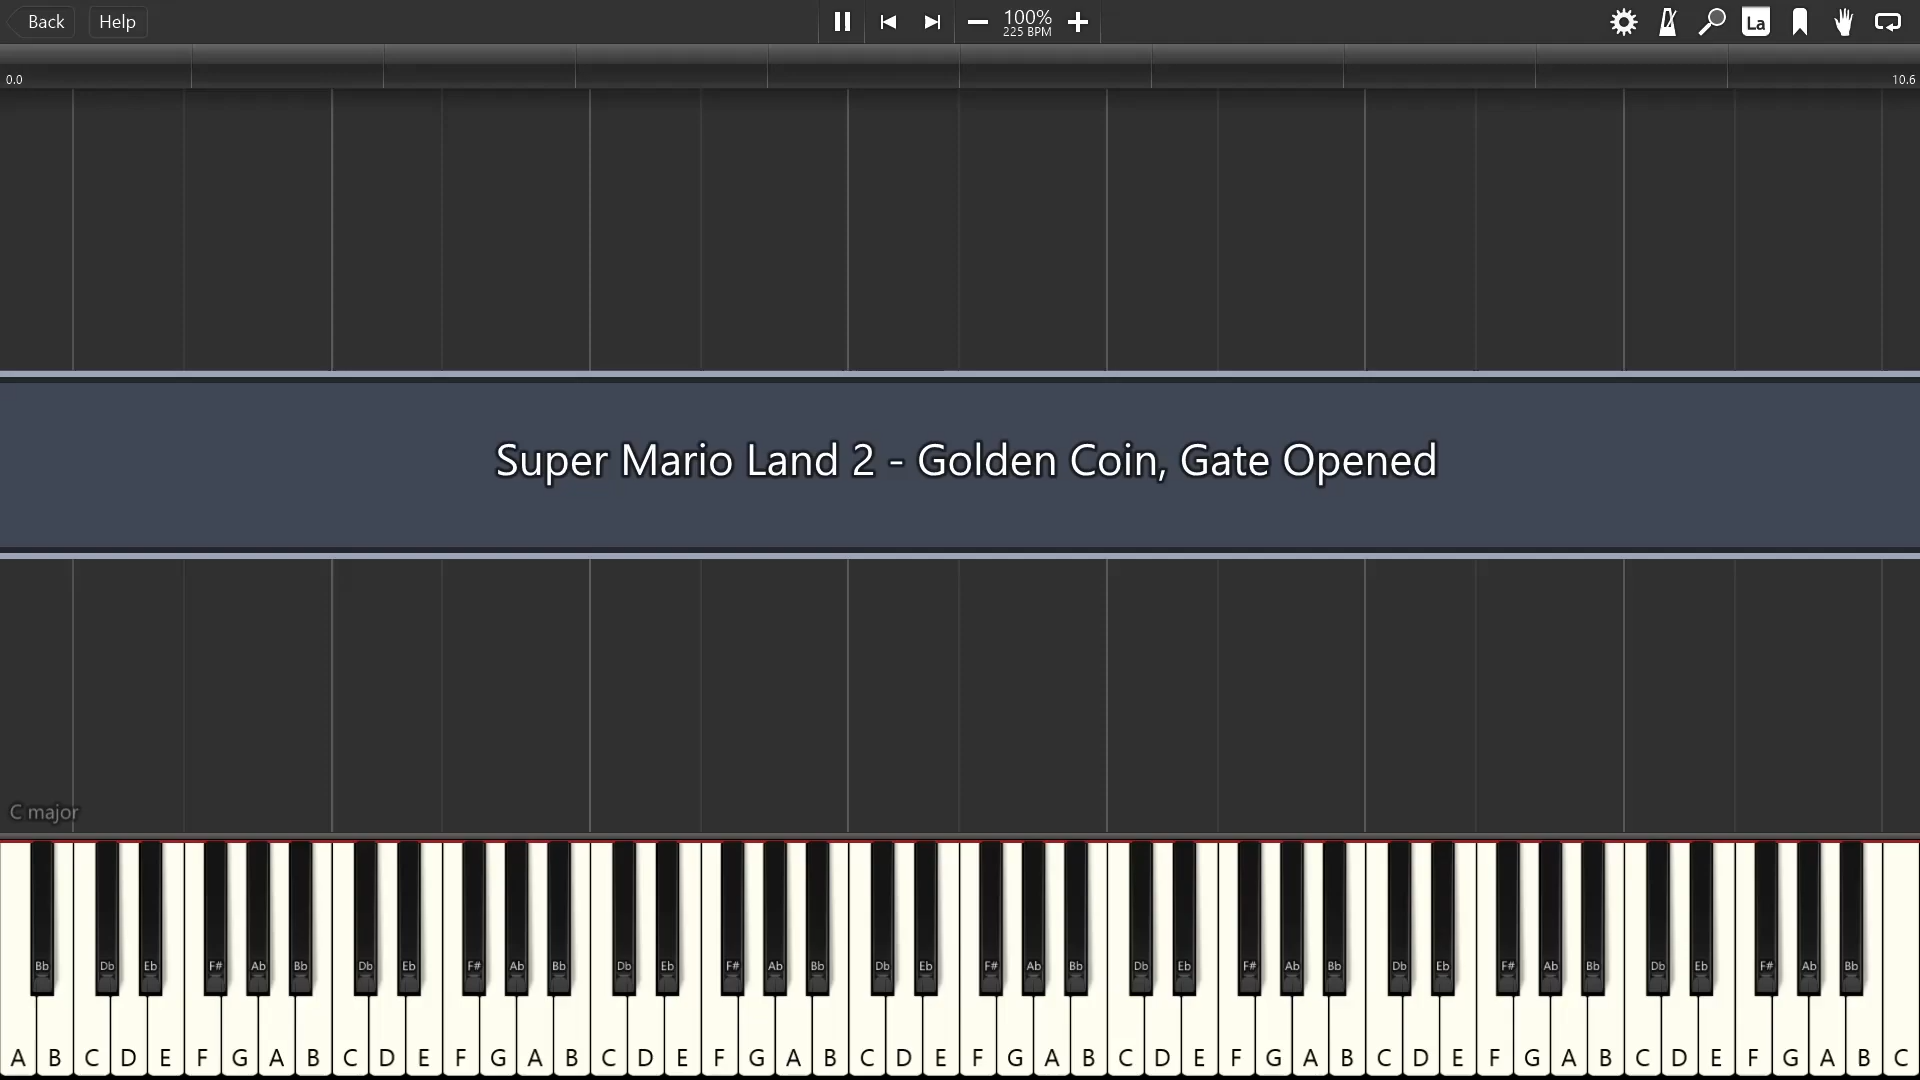 Back Help 100% La
225 BPM
0.0 10.6
Super Mario Land 2 - Golden Coin, Gate Opened
C major
Bb Db Eb F# Ab Bb Db Eb F# Ab Bb Db Eb F# Ab Bb Db Eb F# Ab Bb Db Eb F# Ab Bb Db Eb F# Ab Bb Db Eb F# Ab Bb
A B C D E F G A B C D E F G A B C D E F G A B C D E F G A B C D E F G A B C D E F G A B C D E F G A B C